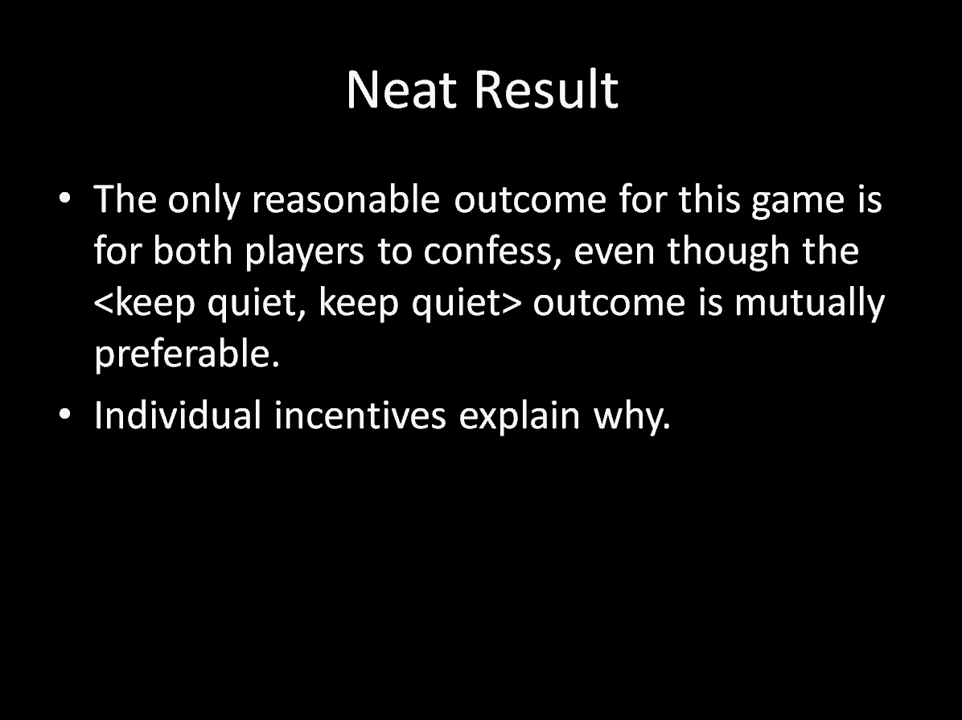 Neat Result
• The only reasonable outcome for this game is
for both players to confess, even though the
<keep quiet, keep quiet> outcome is mutually
preferable.
• Individual incentives explain why.